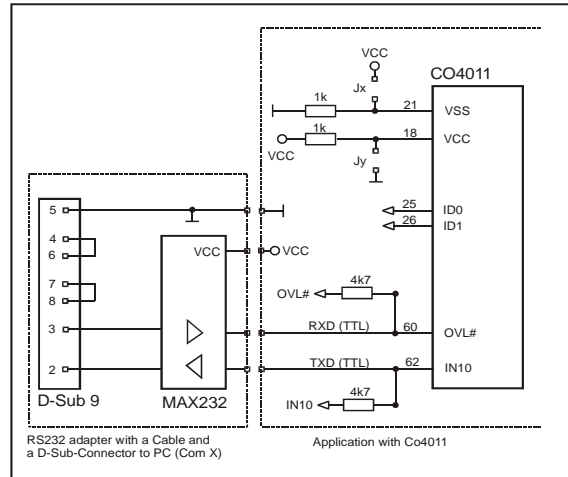 VCC
CO4011
Jx
1k
21
VSS
1k
18
VCC
VCC
Jy
5
25
ID0
26
ID1
4
6
VCC
VCC
7
8
4k7
OVL#
3
RXD (TTL)
60
OVL#
2
TXD (TTL)
62
IN10
4k7
IN10
D-Sub 9
MAX232
RS232 adapter with a Cable and
a D-Sub-Connector to PC (Com X)
Application with Co4011